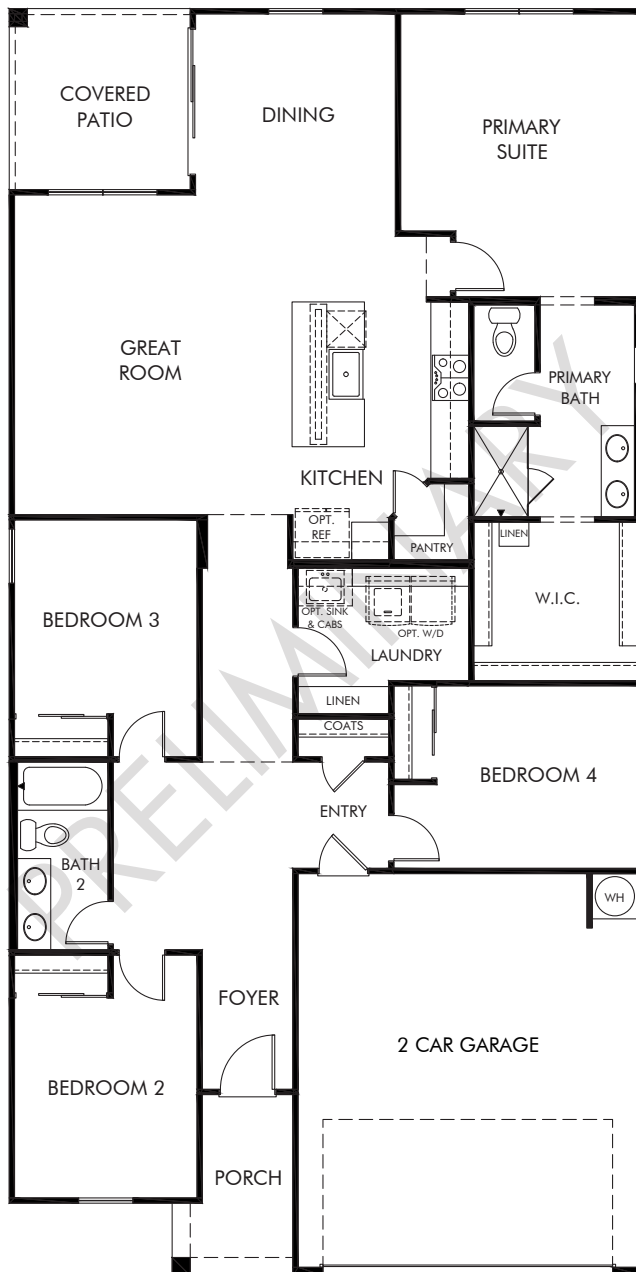 COVERED
PATIO
DINING
PRIMARY
SUITE
GREAT
ROOM
PRIMARY
BATH
KITCHEN
OPT.
REF
PANTRY
LINEN
W.I.C.
BEDROOM 3
OPT. SINK
& CABS
OPT. W/D
LAUNDRY
LINEN
COATS
BEDROOM 4
ENTRY
BATH
2
WH
FOYER
2 CAR GARAGE
BEDROOM 2
PORCH
PRELIMINARY